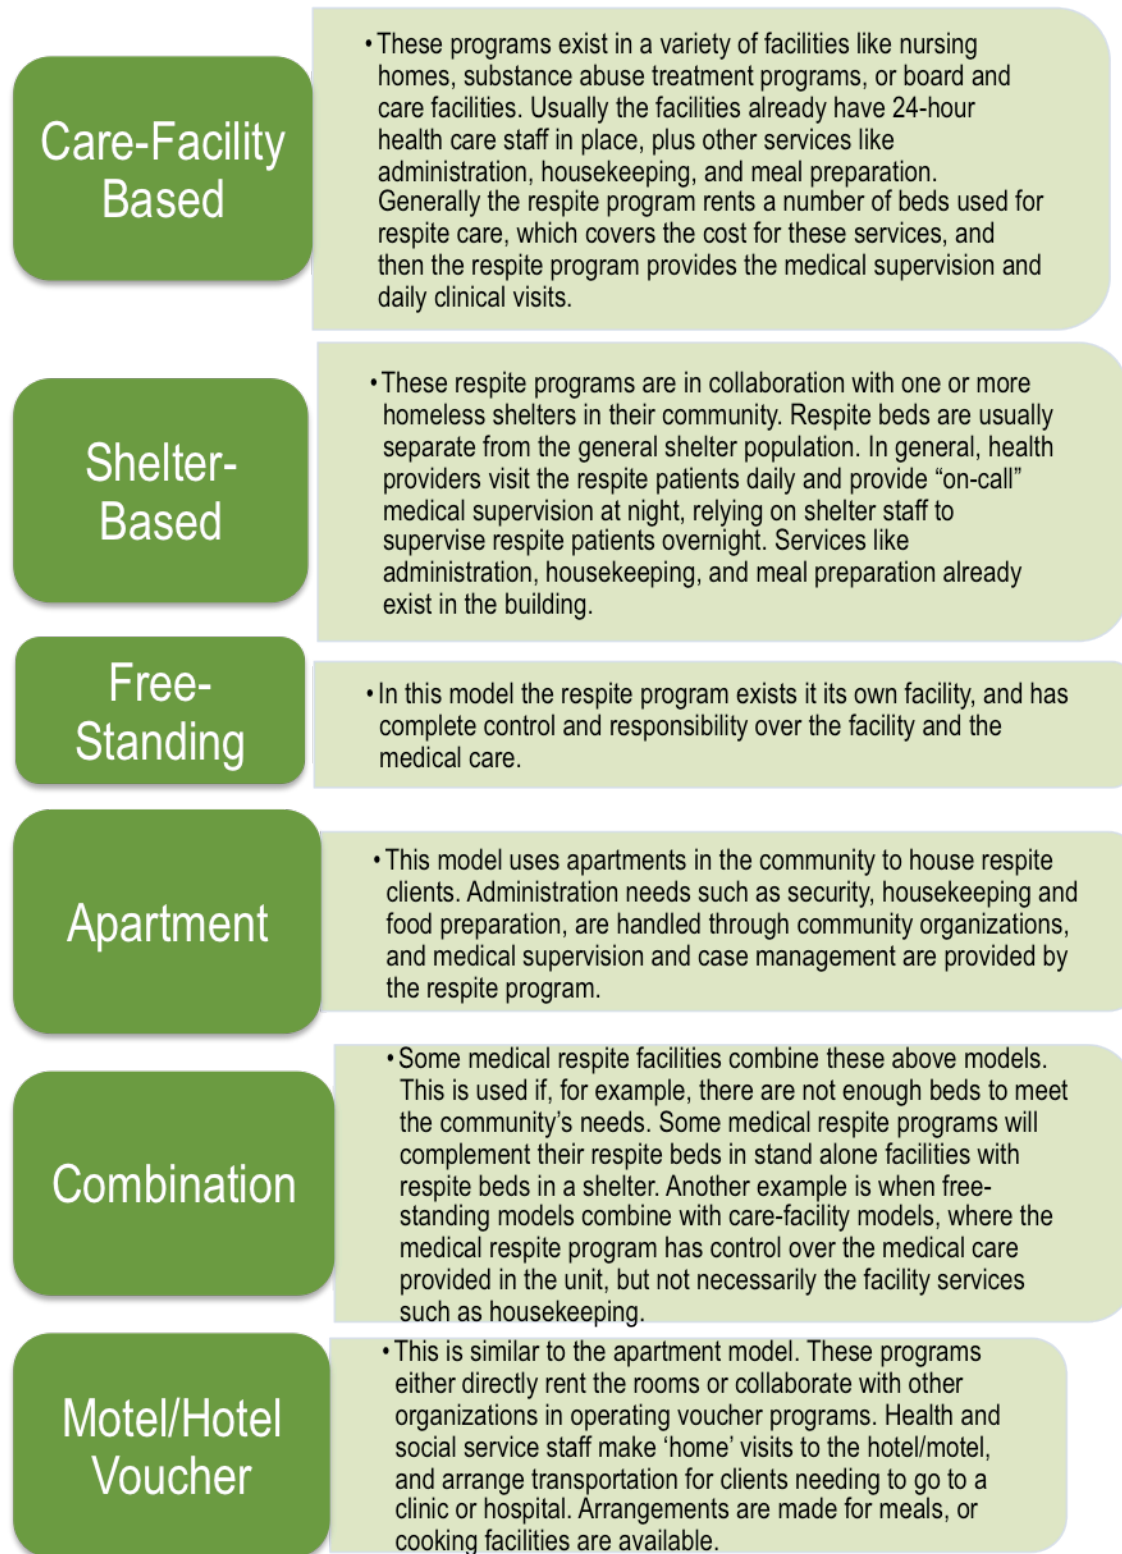 Care-Facility
Based
• These programs exist in a variety of facilities like nursing
homes, substance abuse treatment programs, or board and
care facilities. Usually the facilities already have 24-hour
health care staff in place, plus other services like
administration, housekeeping, and meal preparation.
Generally the respite program rents a number of beds used for
respite care, which covers the cost for these services, and
then the respite program provides the medical supervision and
daily clinical visits.
Shelter-
Based
• These respite programs are in collaboration with one or more
homeless shelters in their community. Respite beds are usually
separate from the general shelter population. In general, health
providers visit the respite patients daily and provide “on-call”
medical supervision at night, relying on shelter staff to
supervise respite patients overnight. Services like
administration, housekeeping, and meal preparation already
exist in the building.
Free-
Standing
• In this model the respite program exists it its own facility, and has
complete control and responsibility over the facility and the
medical care.
Apartment
• This model uses apartments in the community to house respite
clients. Administration needs such as security, housekeeping and
food preparation, are handled through community organizations,
and medical supervision and case management are provided by
the respite program.
Combination
• Some medical respite facilities combine these above models.
This is used if, for example, there are not enough beds to meet
the community’s needs. Some medical respite programs will
complement their respite beds in stand alone facilities with
respite beds in a shelter. Another example is when free-
standing models combine with care-facility models, where the
medical respite program has control over the medical care
provided in the unit, but not necessarily the facility services
such as housekeeping.
Motel/Hotel
Voucher
• This is similar to the apartment model. These programs
either directly rent the rooms or collaborate with other
organizations in operating voucher programs. Health and
social service staff make ‘home’ visits to the hotel/motel,
and arrange transportation for clients needing to go to a
clinic or hospital. Arrangements are made for meals, or
cooking facilities are available.